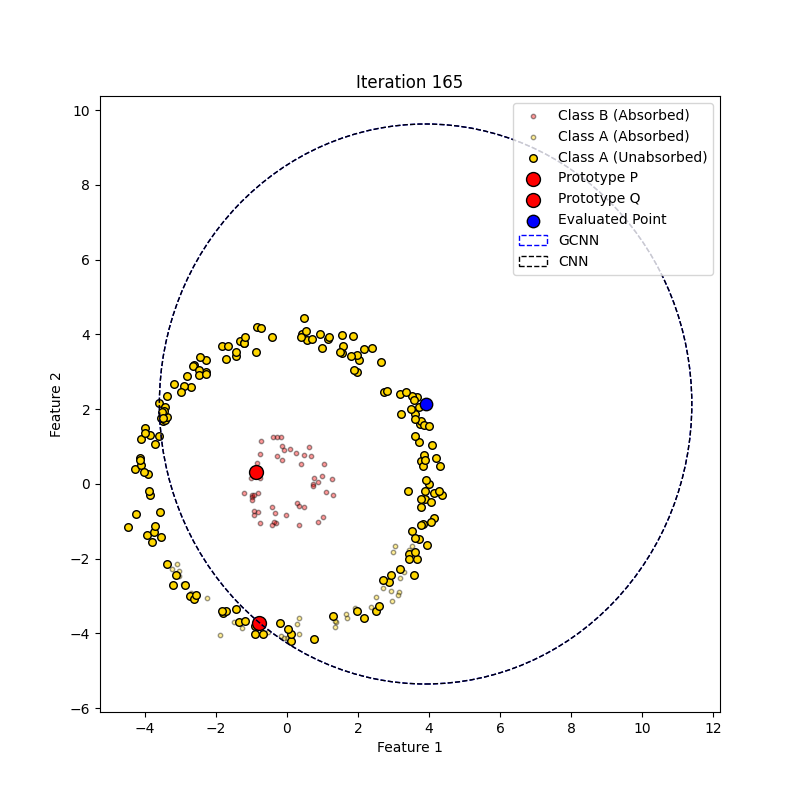 Iteration 165
10
8
6
4
2
0
−2
−4
−6
Feature 2
Class B (Absorbed)
Class A (Absorbed)
Class A (Unabsorbed)
Prototype P
Prototype Q
Evaluated Point
GCNN
CNN
−4
−2
0
2
4
6
8
10
12
Feature 1